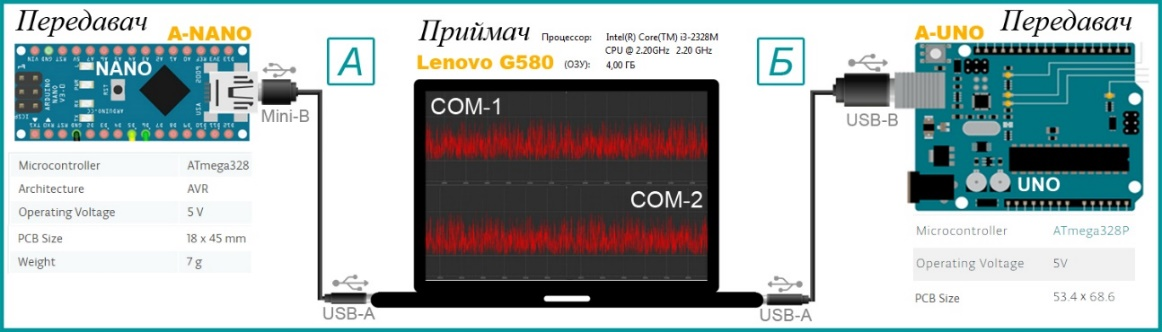 Передавач
A-NANO
NANO
Mini-B
Microcontroller ATmega328
Architecture AVR
Operating Voltage 5 V
PCB Size 18 x 45 mm
Weight 7 g
А
Приймач
Lenovo G580
Процессор: Intel(R) Core(TM) i3-2328M
CPU @ 2.20GHz 2.20 GHz
(ОЗУ): 4,00 ГБ
COM-1
COM-2
USB-A
USB-A
Б
Передавач
A-UNO
USB-B
UNO
Microcontroller ATmega328P
Operating Voltage 5V
PCB Size 53.4 x 68.6